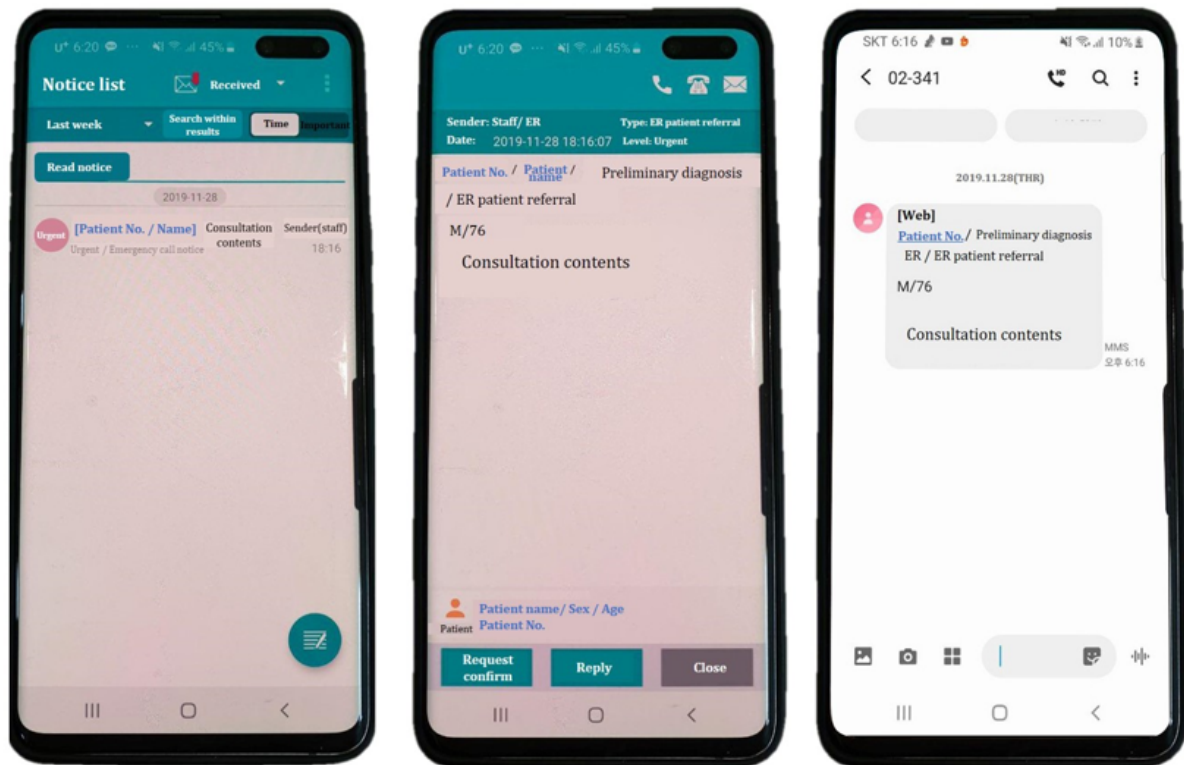 U+ 6:20 ... 45%
Notice list
Received
Last week
Search within
results
Time
Important
Read notice
2019-11-28
Urgent
[Patient No. / Name] Consultation
contents
Sender(staff)
Urgent / Emergency call notice
18:16
U+ 6:20 ... 45%
Sender: Staff/ ER
Type: ER patient referral
Date: 2019-11-28 18:16:07
Level: Urgent
Patient No. / Patient /
name
Preliminary diagnosis
/ ER patient referral
M/76
Consultation contents
Patient name/ Sex / Age
Patient Patient No.
Request
confirm
Reply
Close
SKT 6:16 10%
02-341
2019.11.28(THR)
[Web]
Patient No./ Preliminary diagnosis
ER / ER patient referral
M/76
Consultation contents
MMS
오후 6:16